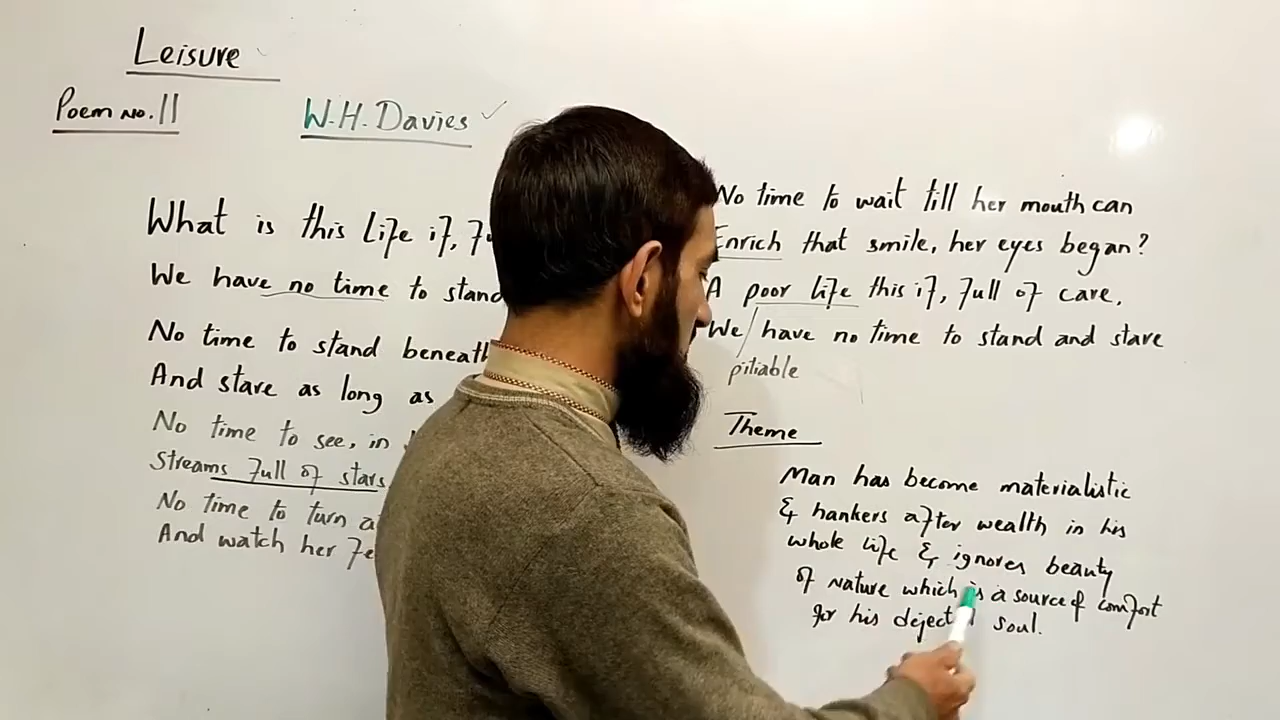 Leisure
Poem No. 11
W.H. Davies
What is this Life if,
We have no time to stand
No time to stand beneath
And stare as long as
No time to see, in
Streams full of stars
No time to turn
And watch her
No time to wait till her mouth can
Enrich that smile, her eyes began?
A poor life this if, full of care,
We have no time to stand and stare
pitiable
Theme
Man has become materialistic
& hankers after wealth in his
whole life & ignores beauty
of Nature which is a source of comfort
for his soul.